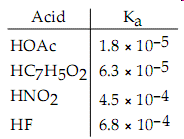 Acid Ka
HOAc 1.8 × 10⁻⁵
HC7H5O2 6.3 × 10⁻⁵
HNO2 4.5 × 10⁻⁴
HF 6.8 × 10⁻⁴